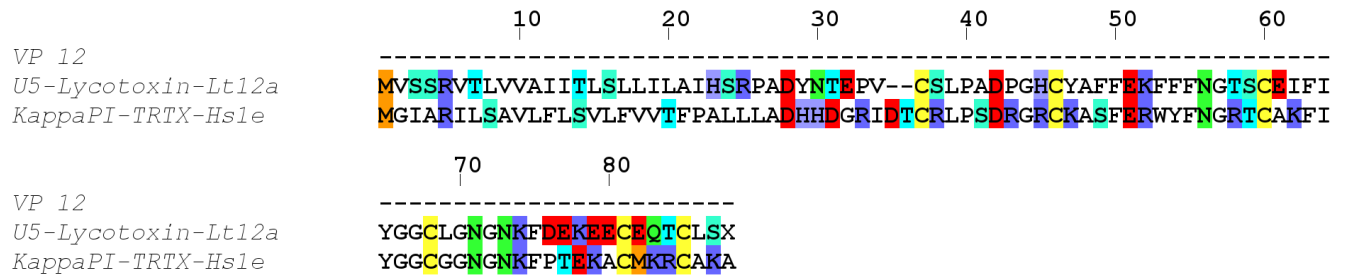 10 20 30 40 50 60
VP 12 ----------------------------------------------------------------
U5-Lycotoxin-Lt12a MVSSRVTLVVAIITLSLLILAIHSRPADYNTEPV--CSLPADPGHCYAFFEKFFFNGTSCEIFI
KappaPI-TRTX-Hs1e MGIARILSAVLFLSVLFVVTFPALLLADHHDGRIDTCRLPSDRGRCKASFERWYFNGRTCAKFI
70 80
VP 12 ------------------------
U5-Lycotoxin-Lt12a YGGCLGNGNKFDEKEECEQTCLSX
KappaPI-TRTX-Hs1e YGGCGGNGNKFPTEKACMKRCAKA